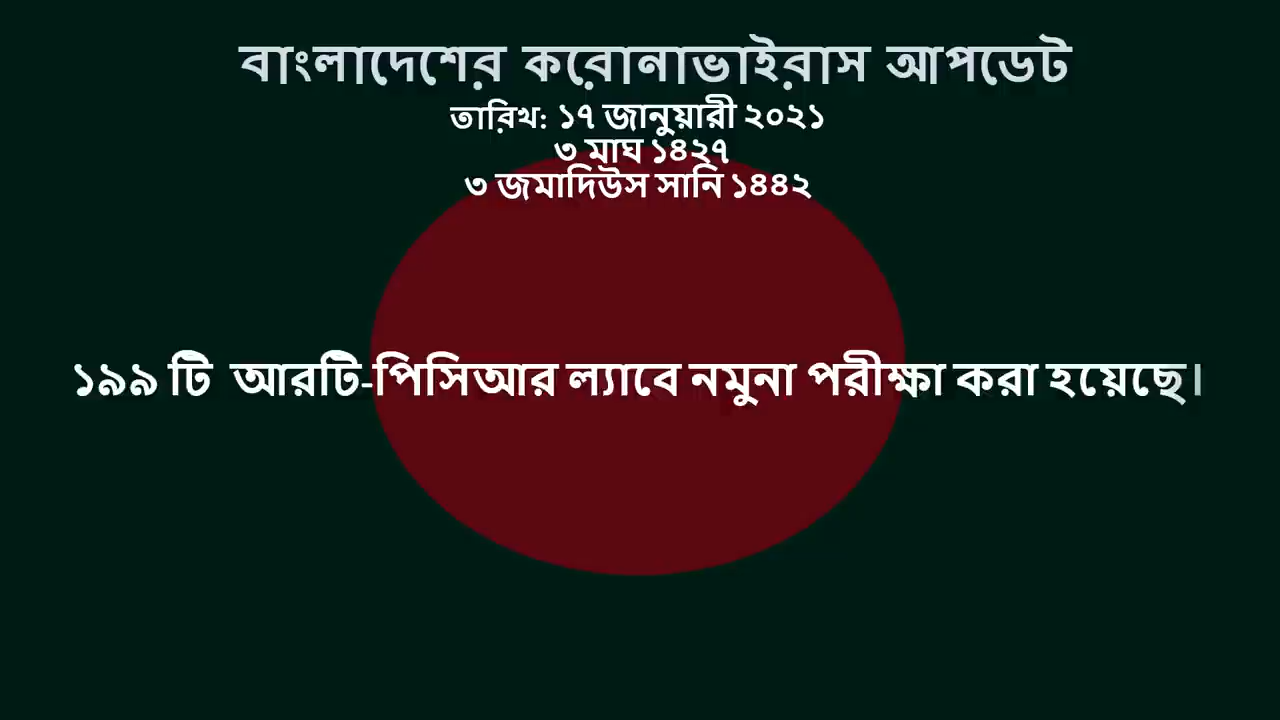 বাংলাদেশের করোনাভাইরাস আপডেট
তারিখ: ১৭ জানুয়ারী ২০২১
৩ মাঘ ১৪২৭
৩ জমাদিউস সানি ১৪৪২
১৯৯ টি আরটি-পিসিআর ল্যাবে নমুনা পরীক্ষা করা হয়েছে।